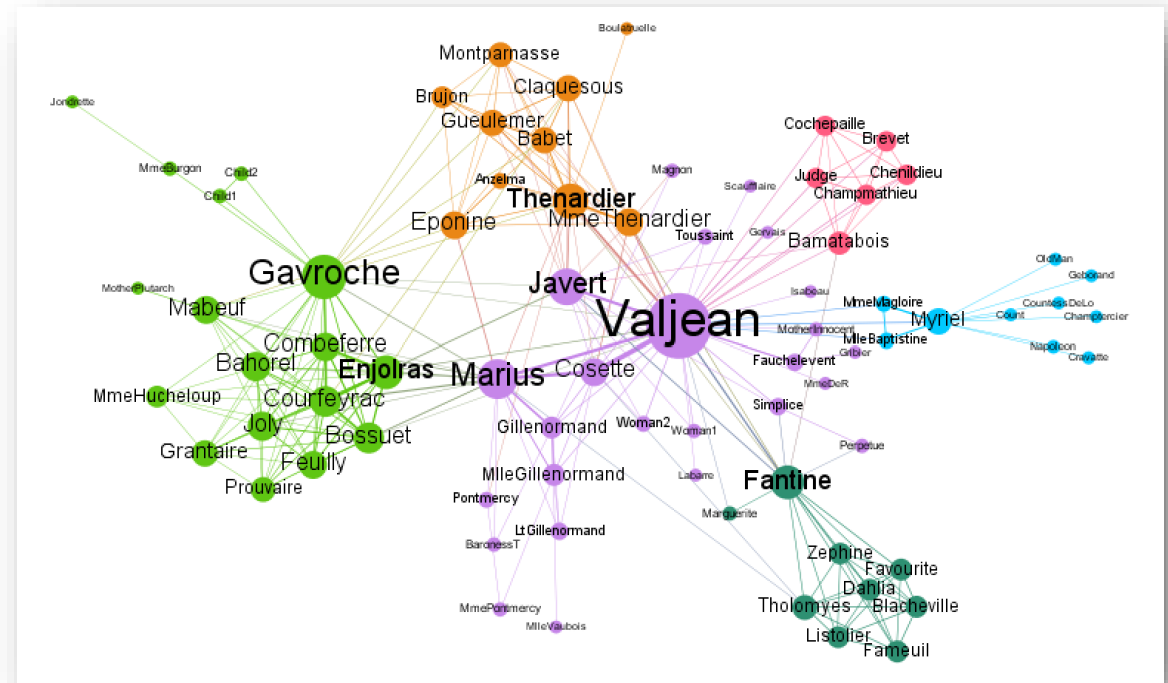 Boulatruelle
Montparnasse
Claquesous
Brujon
Jondrette
Gueulemer
Babet
Cochepaille
Brevet
MmeBurgon
Child2
Child1
Anzelma
Magnon
Scaufflaire
Judge
Chenildieu
Champmathieu
Thenardier
MmeThenardier
Eponine
Toussaint
Gervais
Bamatabois
OldMan
Geborand
Gavroche
Javert
MotherPlutarch
Mabeuf
Isabeau
MmeMagloire
CountessDeLo
Count
Champtercier
Valjean
Myriel
MotherInnocent
MlleBaptistine
Combeferre
Napoleon
Cravatte
Bahorel
Enjolras
Marius
Cosette
Fauchelevent
Gribier
MmeDeR
MmeHucheloup
Courfeyrac
Simplice
Joly
Bossuet
Gillenormand
Woman2
Woman1
Perpetue
Grantaire
Feuilly
MlleGillenormand
Labarre
Fantine
Prouvaire
Pontmercy
Marguerite
LtGillenormand
BaronessT
Zephine
Favourite
Dahlia
MmePontmercy
Tholomyes
Blacheville
MlleVaubois
Listolier
Fameuil